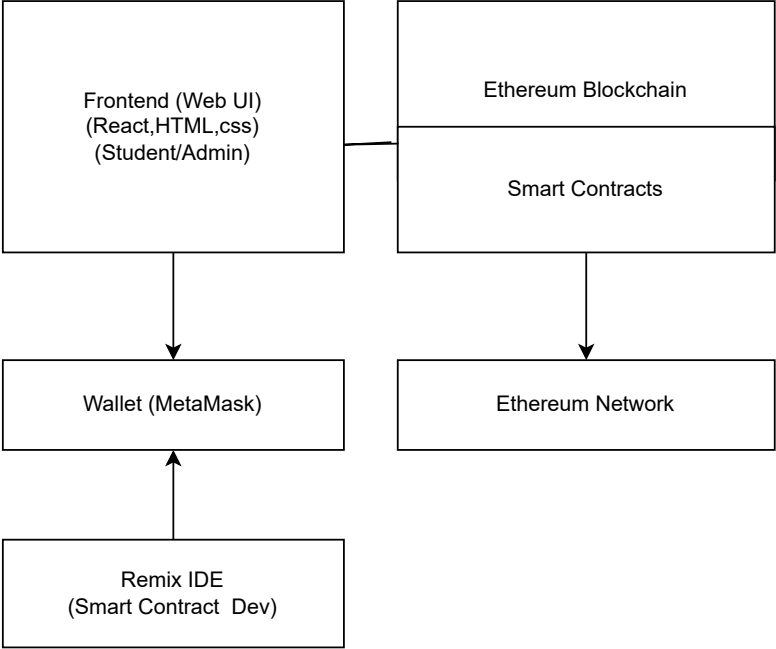 Frontend (Web UI)
(React,HTML,css)
(Student/Admin)
Ethereum Blockchain
Smart Contracts
Wallet (MetaMask)
Ethereum Network
Remix IDE
(Smart Contract  Dev)